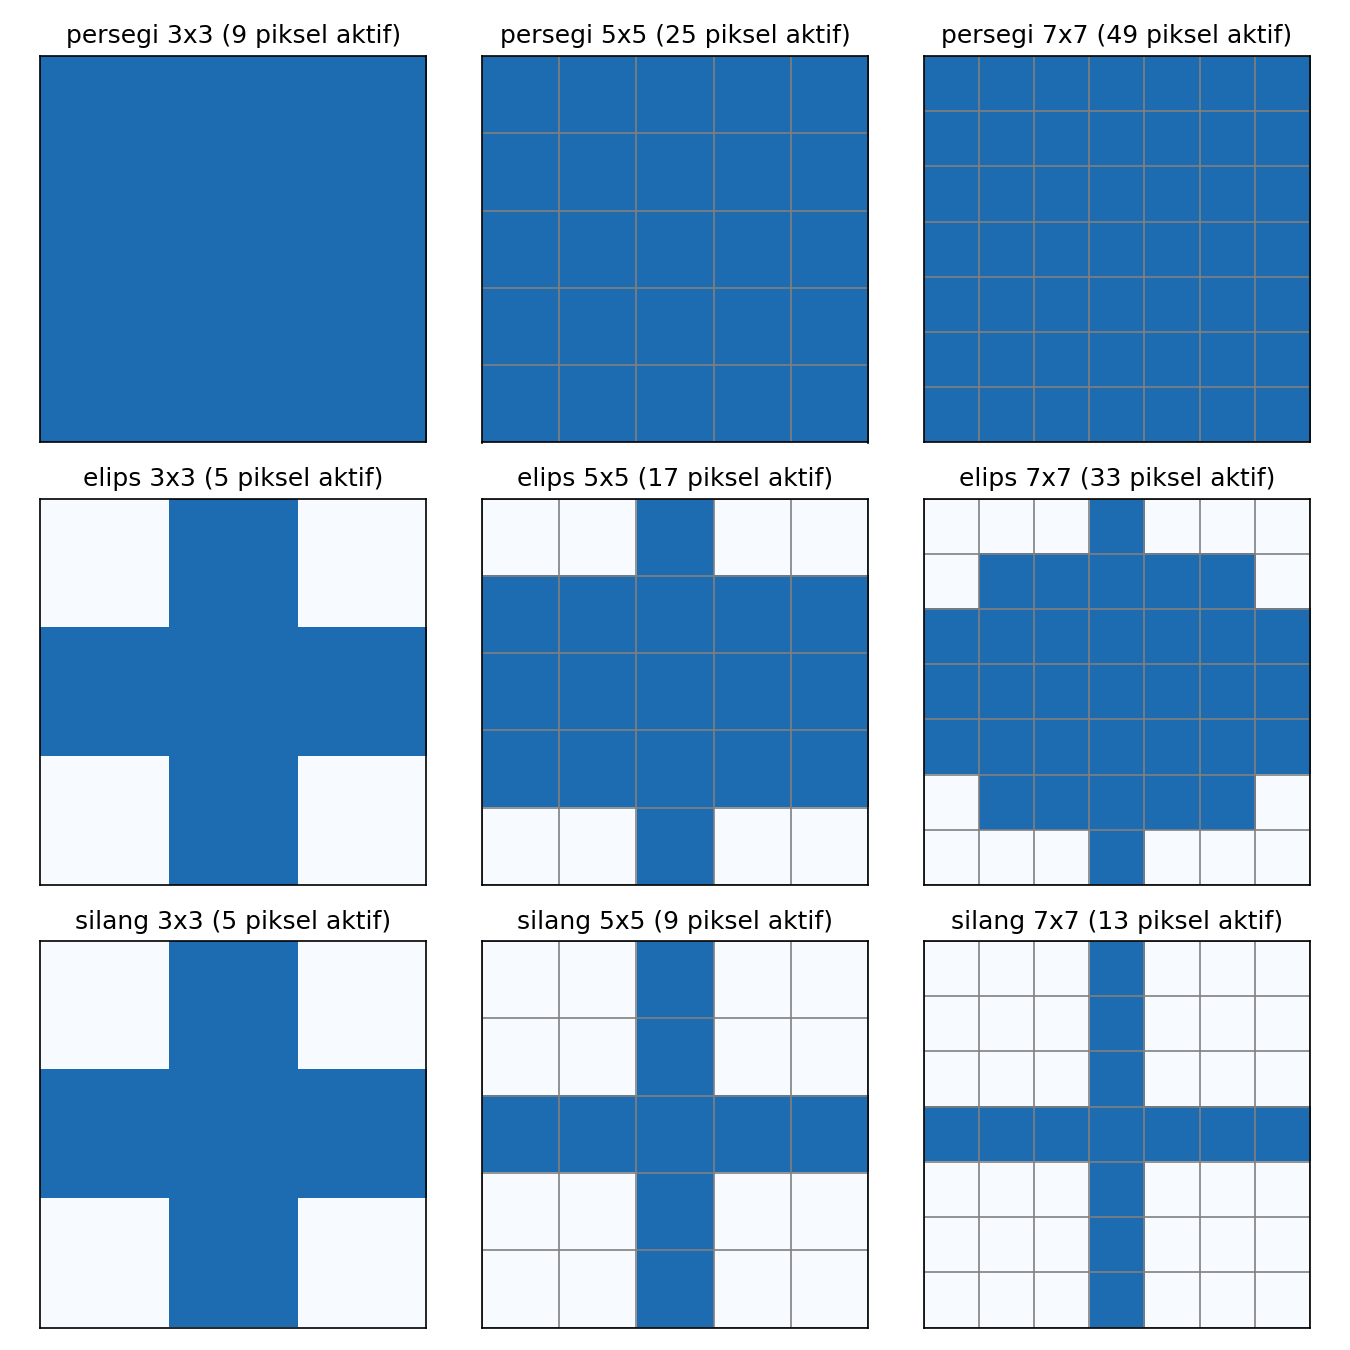 persegi 3x3 (9 piksel aktif)
persegi 5x5 (25 piksel aktif)
persegi 7x7 (49 piksel aktif)
elips 3x3 (5 piksel aktif)
elips 5x5 (17 piksel aktif)
elips 7x7 (33 piksel aktif)
silang 3x3 (5 piksel aktif)
silang 5x5 (9 piksel aktif)
silang 7x7 (13 piksel aktif)